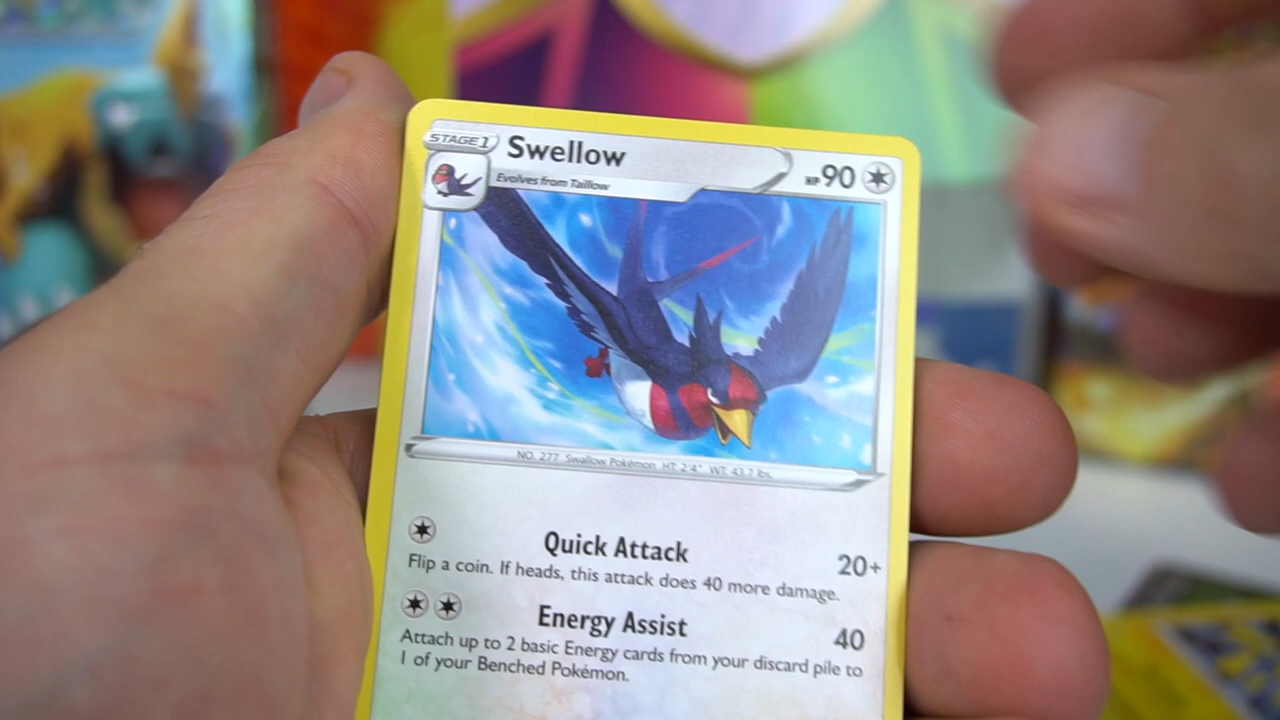 STAGE 1
Swellow
HP 90
Evolves from Taillow
NO. 277 Swallow Pokémon HT: 2'4" WT: 43.7 lbs.
Quick Attack 20+
Flip a coin. If heads, this attack does 40 more damage.
Energy Assist 40
Attach up to 2 basic Energy cards from your discard pile to
1 of your Benched Pokémon.